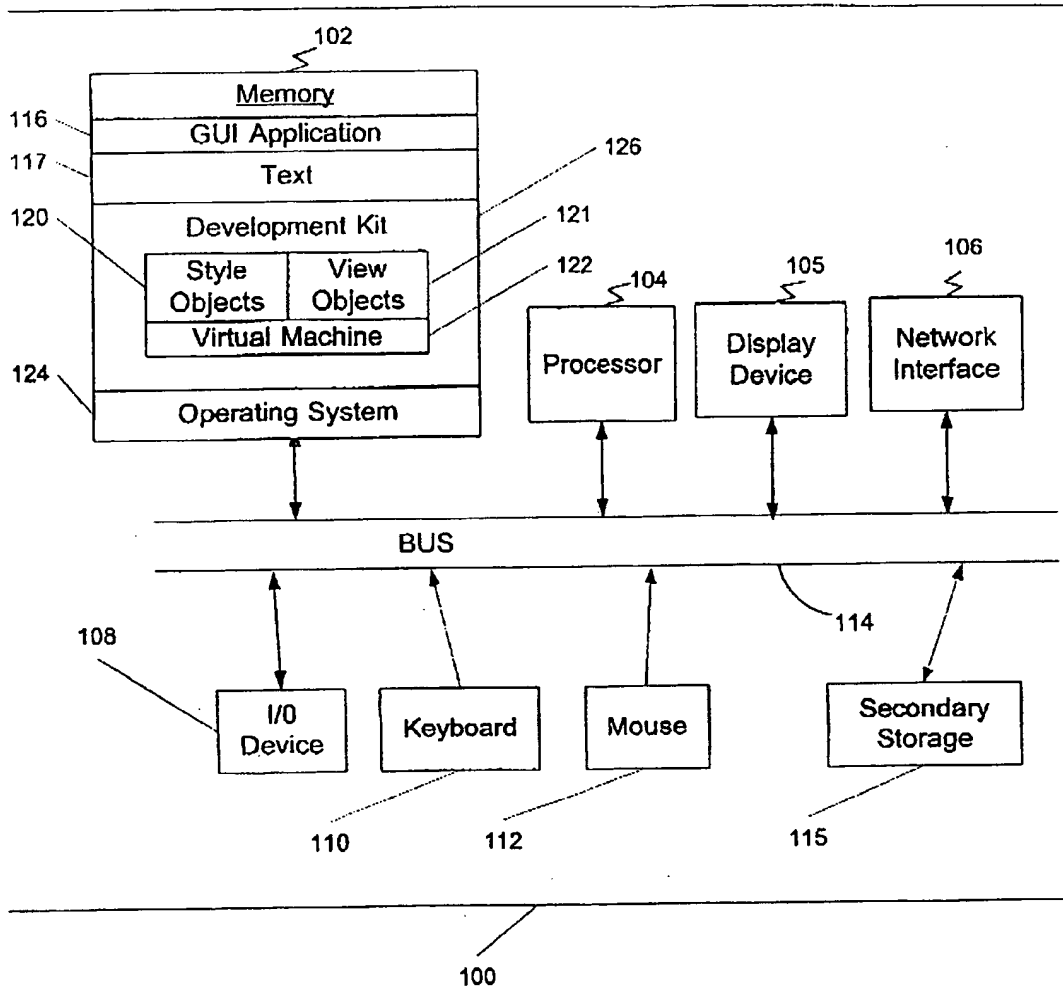 102
Memory
116
GUI Application
117
Text
126
Development Kit
120
121
Style
Objects
View
Objects
122
Virtual Machine
124
Operating System
104
Processor
105
Display
Device
106
Network
Interface
BUS
114
108
I/0
Device
Keyboard
Mouse
Secondary
Storage
110
112
115
100